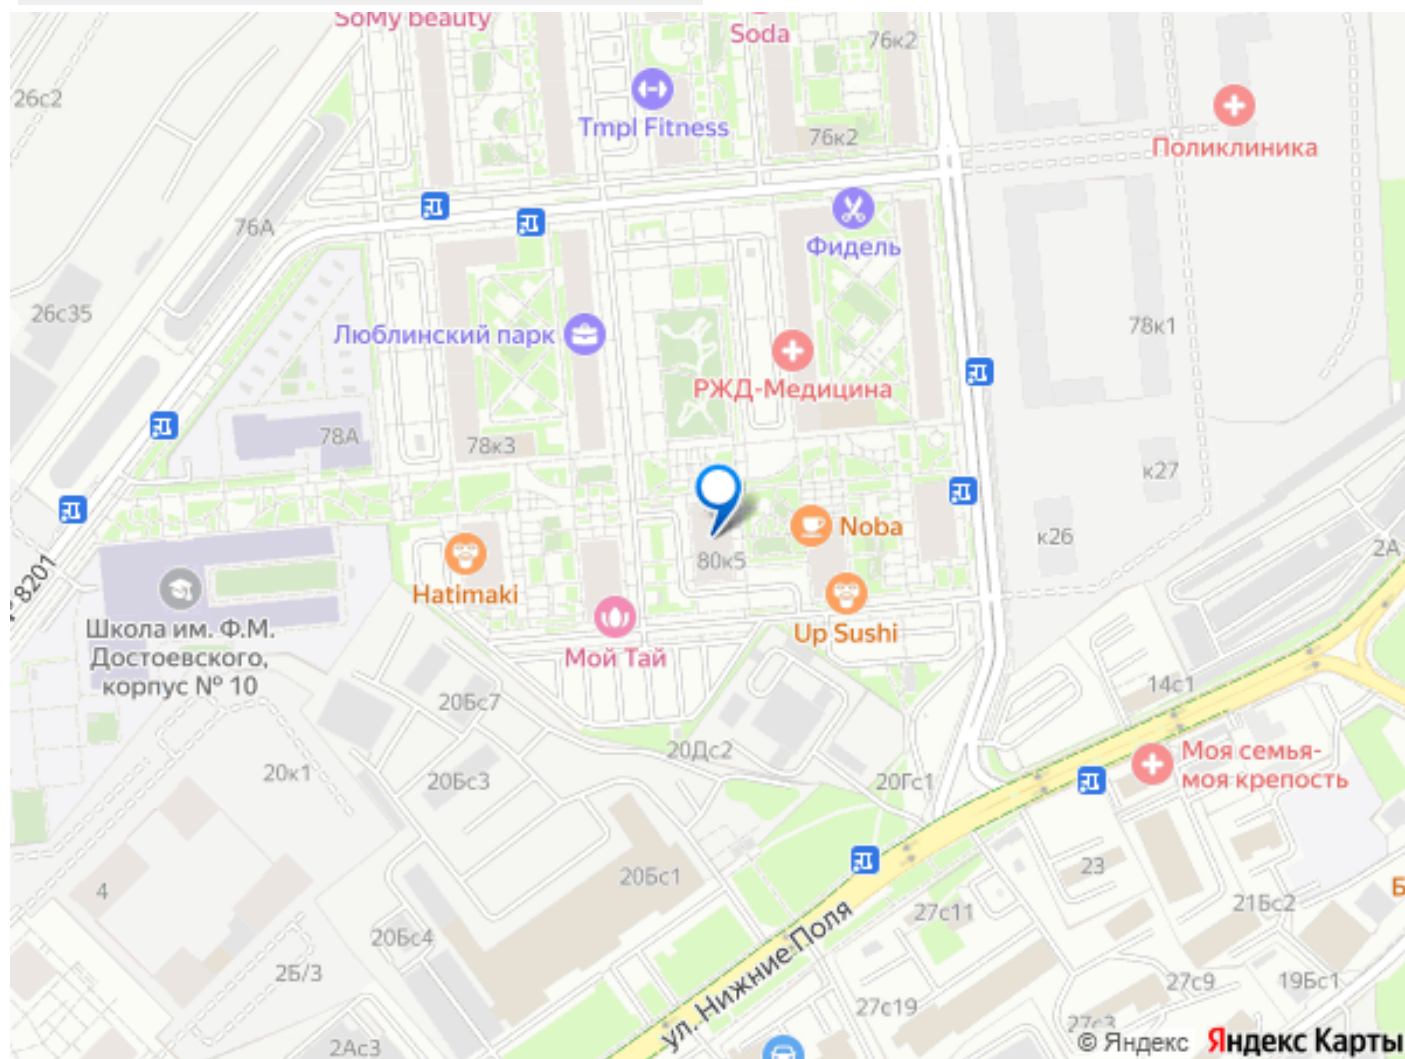 SoMy beauty
Soda
76к2
26с2
Tmpl Fitness
76к2
Поликлиника
76А
Фидель
26с35
Люблинский парк
78к1
РЖД-Медицина
78А
78к3
к27
Noba
к26
2А
80к5
Hatimaki
8201
Up Sushi
Школа им. Ф.М.
Достоевского,
корпус № 10
Мой Тай
14с1
20Бс7
20Дс2
Моя семья-
моя крепость
20к1
20Бс3
20Гс1
23
20Бс1
4
Б
21Бс2
27с11
20Бс4
ул. Нижние Поля
2Б/3
27с9
19Бс1
27с19
27с3
2Ас3
© Яндекс Яндекс Карты